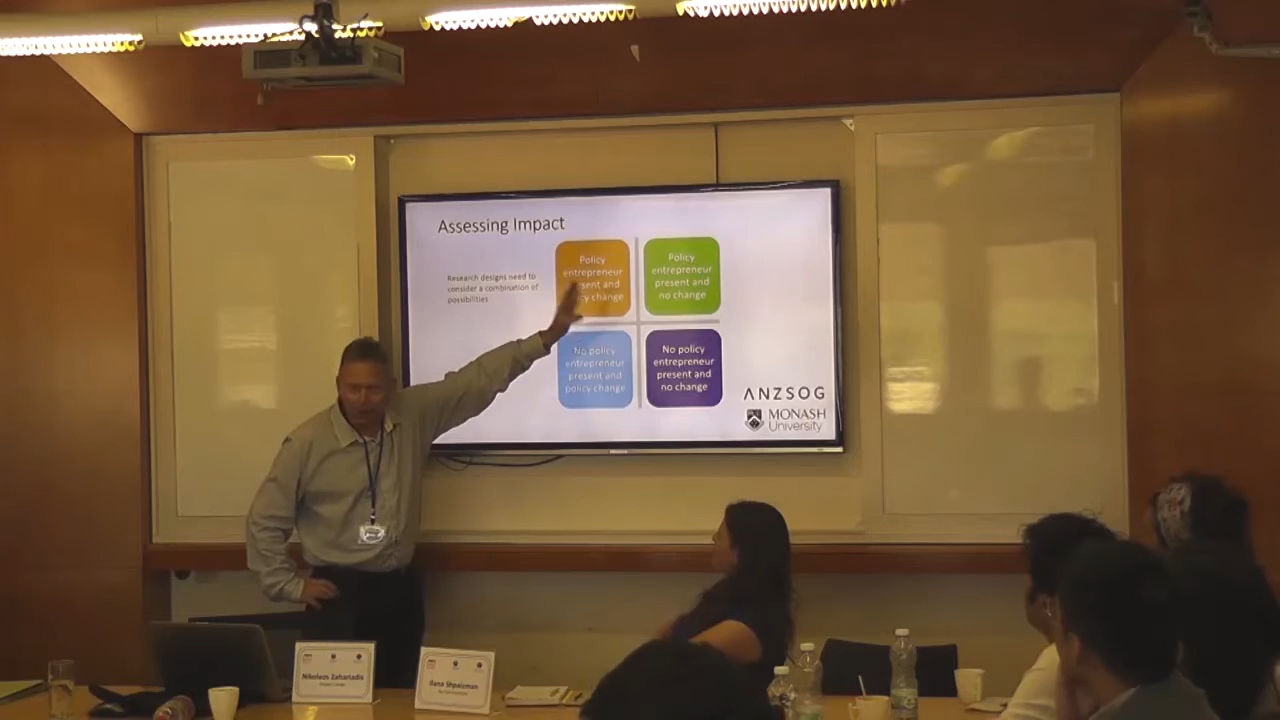 Assessing Impact
Research designs need to
consider a combination of
possibilities
Policy
entrepreneur
present and
policy change
Policy
entrepreneur
present and
no change
No policy
entrepreneur
present and
policy change
No policy
entrepreneur
present and
no change
ANZSOG
MONASH
University
Nikolaos Zahariadis
Ilana Shpaizman